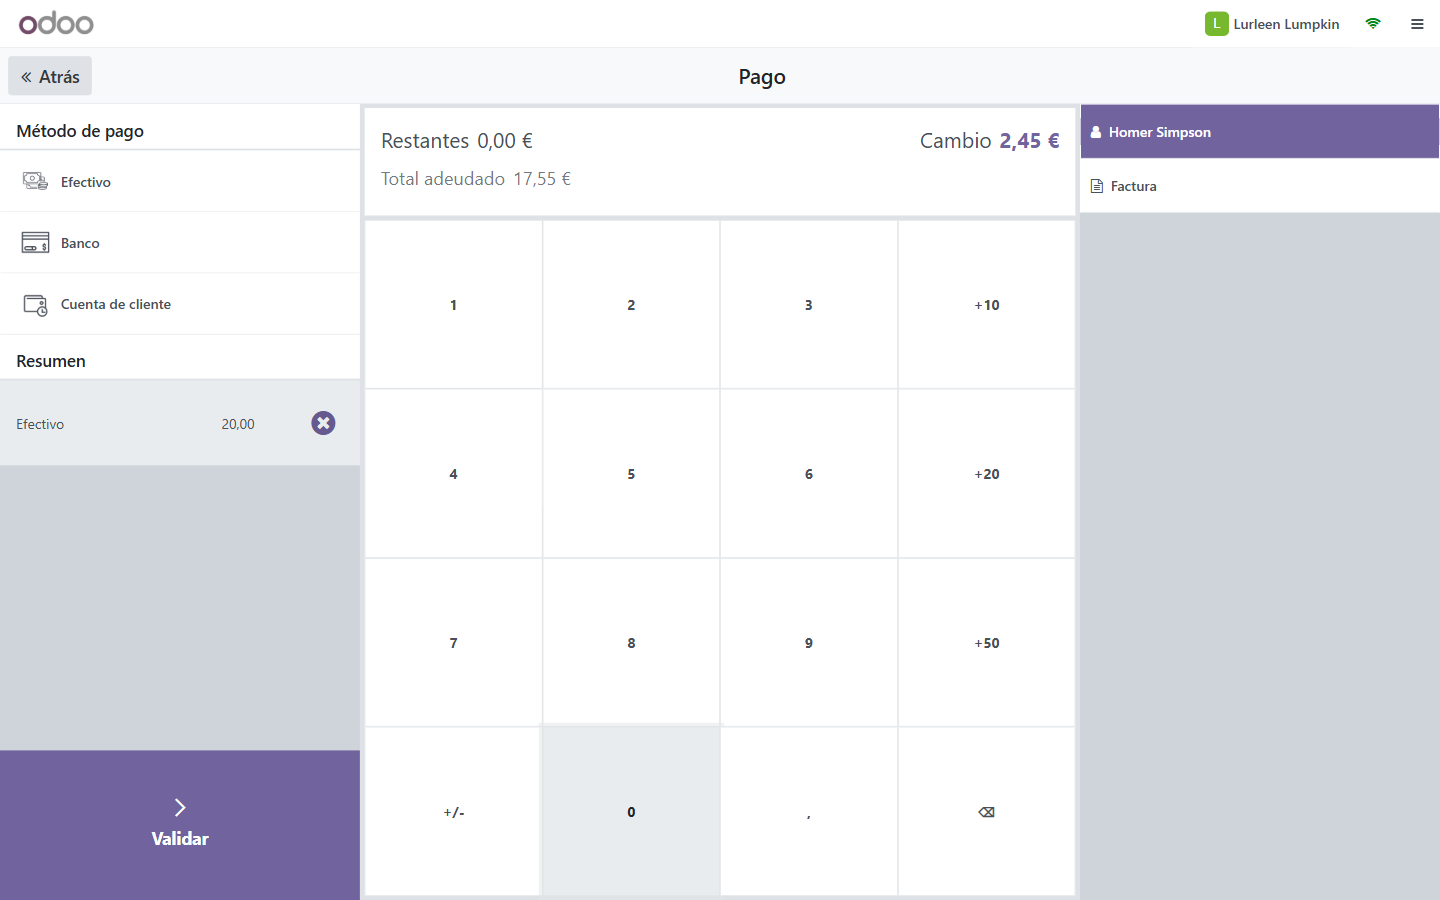 odoo
L Lurleen Lumpkin
Atrás
Pago
Método de pago
Efectivo
Banco
Cuenta de cliente
Resumen
Efectivo 20,00
Validar
Restantes 0,00 €
Cambio 2,45 €
Total adeudado 17,55 €
1 2 3 +10
4 5 6 +20
7 8 9 +50
+/- 0 , ⌫
Homer Simpson
Factura